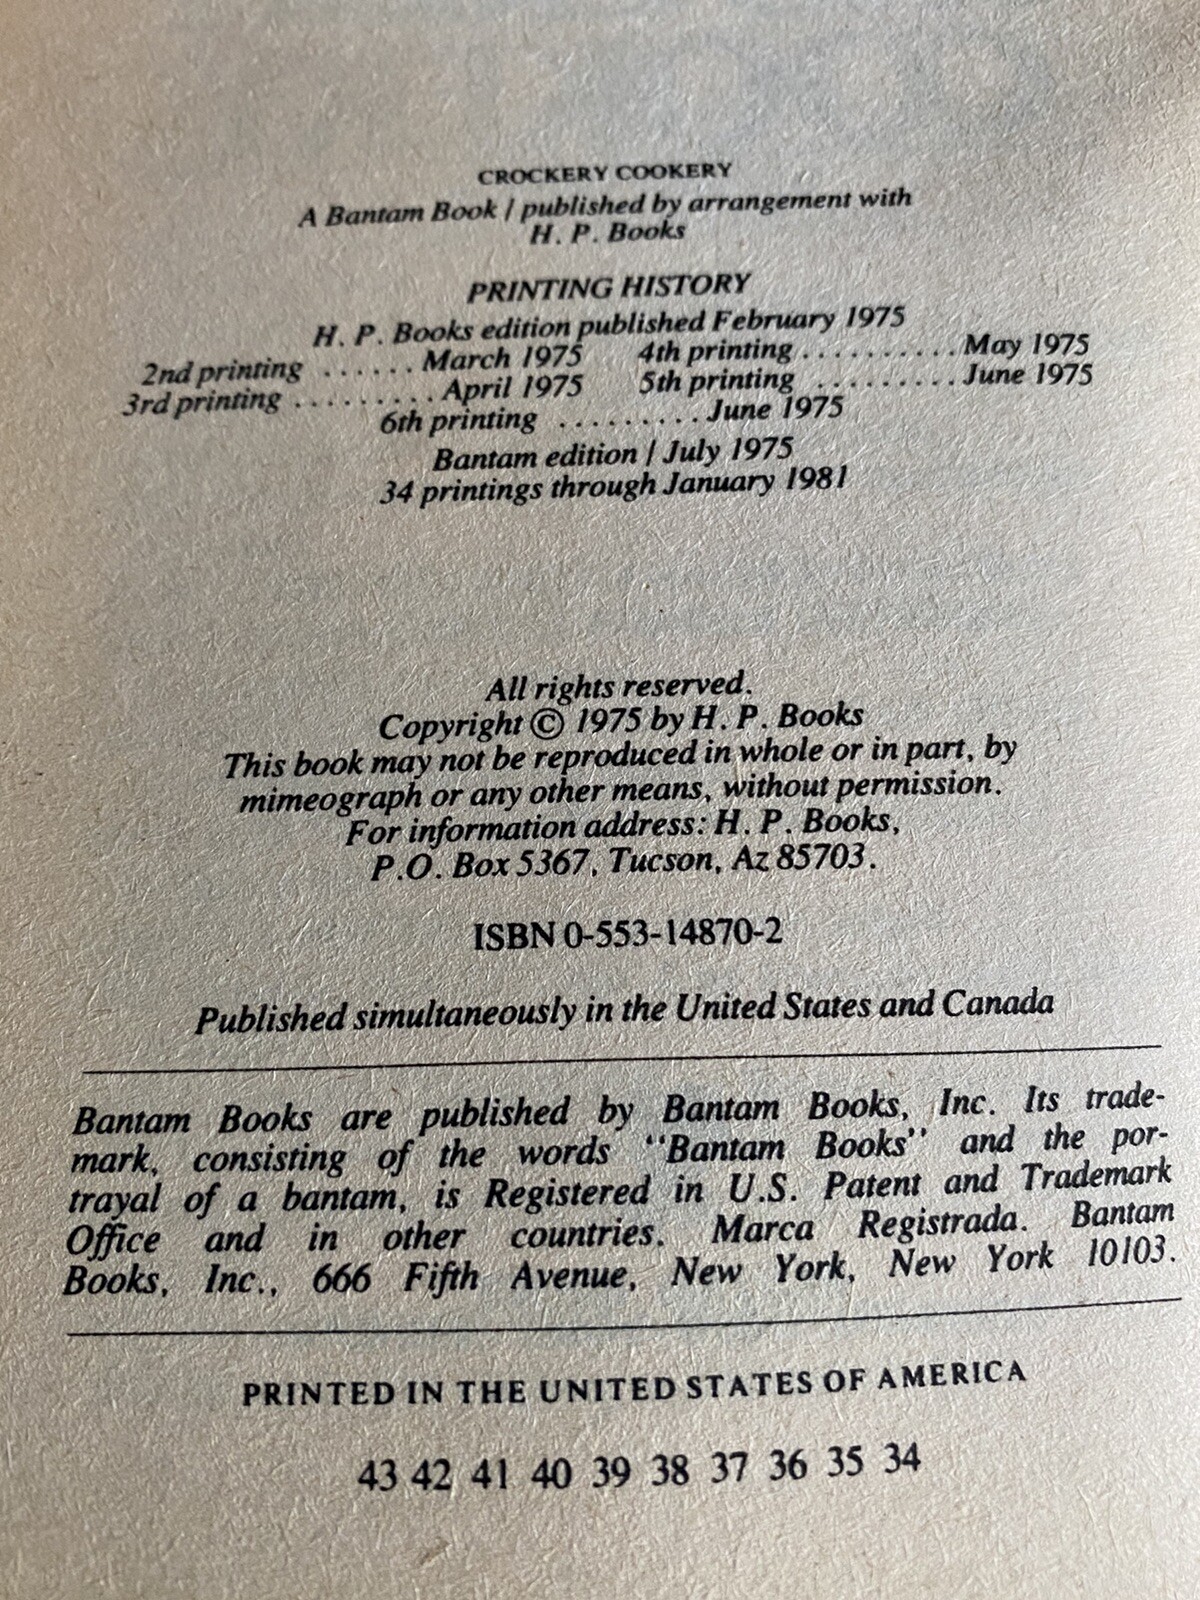 CROCKERY COOKERY
A Bantam Book / published by arrangement with
H. P. Books
PRINTING HISTORY
H. P. Books edition published February 1975
2nd printing ...... March 1975 4th printing .......... May 1975
3rd printing ......... April 1975 5th printing ......... June 1975
6th printing ......... June 1975
Bantam edition / July 1975
34 printings through January 1981
All rights reserved.
Copyright © 1975 by H. P. Books
This book may not be reproduced in whole or in part, by
mimeograph or any other means, without permission.
For information address: H. P. Books,
P.O. Box 5367, Tucson, Az 85703.
ISBN 0-553-14870-2
Published simultaneously in the United States and Canada
Bantam Books are published by Bantam Books, Inc. Its trade-
mark, consisting of the words "Bantam Books" and the por-
trayal of a bantam, is Registered in U.S. Patent and Trademark
Office and in other countries. Marca Registrada. Bantam
Books, Inc., 666 Fifth Avenue, New York, New York 10103.
PRINTED IN THE UNITED STATES OF AMERICA
43 42 41 40 39 38 37 36 35 34